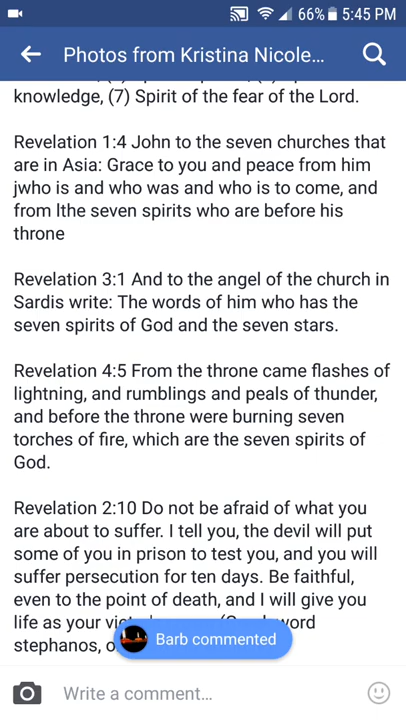 66% 5:45 PM
Photos from Kristina Nicole...
knowledge, (7) Spirit of the fear of the Lord.
Revelation 1:4 John to the seven churches that
are in Asia: Grace to you and peace from him
jwho is and who was and who is to come, and
from lthe seven spirits who are before his
throne
Revelation 3:1 And to the angel of the church in
Sardis write: The words of him who has the
seven spirits of God and the seven stars.
Revelation 4:5 From the throne came flashes of
lightning, and rumblings and peals of thunder,
and before the throne were burning seven
torches of fire, which are the seven spirits of
God.
Revelation 2:10 Do not be afraid of what you
are about to suffer. I tell you, the devil will put
some of you in prison to test you, and you will
suffer persecution for ten days. Be faithful,
even to the point of death, and I will give you
life as your word
Barb commented
stephanos,
Write a comment...